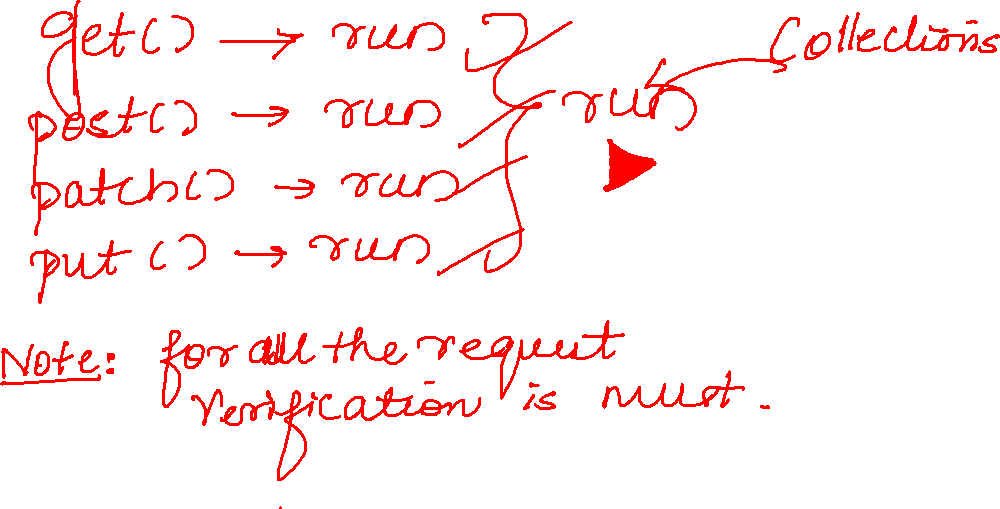 get() → run
Collections
post() → run
run
patch() → run
put() → run
Note: for all the request
Verification is must.